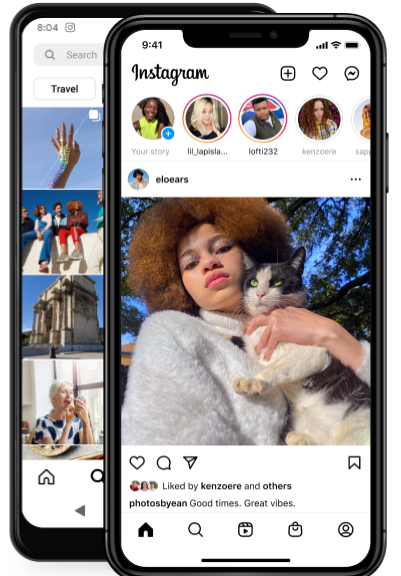 8:04
Search
Travel
9:41
Instagram
Your story
lil_lapisla...
lofti232
kenzoere
sap
eloears
Liked by kenzoere and others
photosbyean Good times. Great vibes.